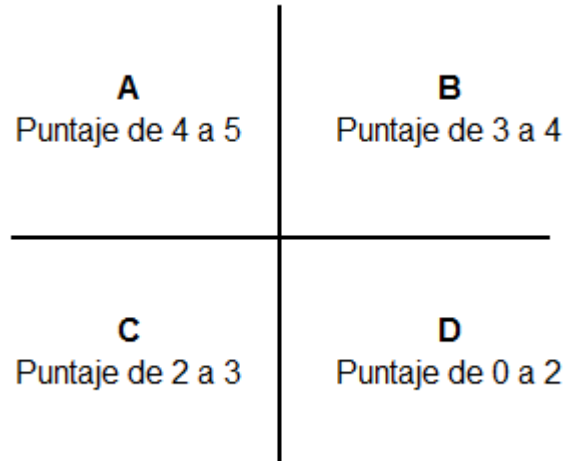 A
Puntaje de 4 a 5
B
Puntaje de 3 a 4
C
Puntaje de 2 a 3
D
Puntaje de 0 a 2